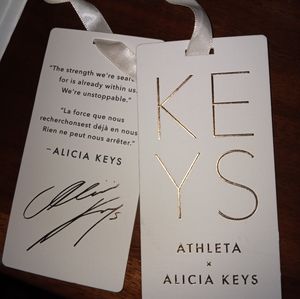 "The strength we're search
for is already within us.
We're unstoppable."
"La force que nous
recherchonsest déjà en nous
Rien ne peut nous arrêter."
–ALICIA KEYS
KE
YS
ATHLETA
×
ALICIA KEYS